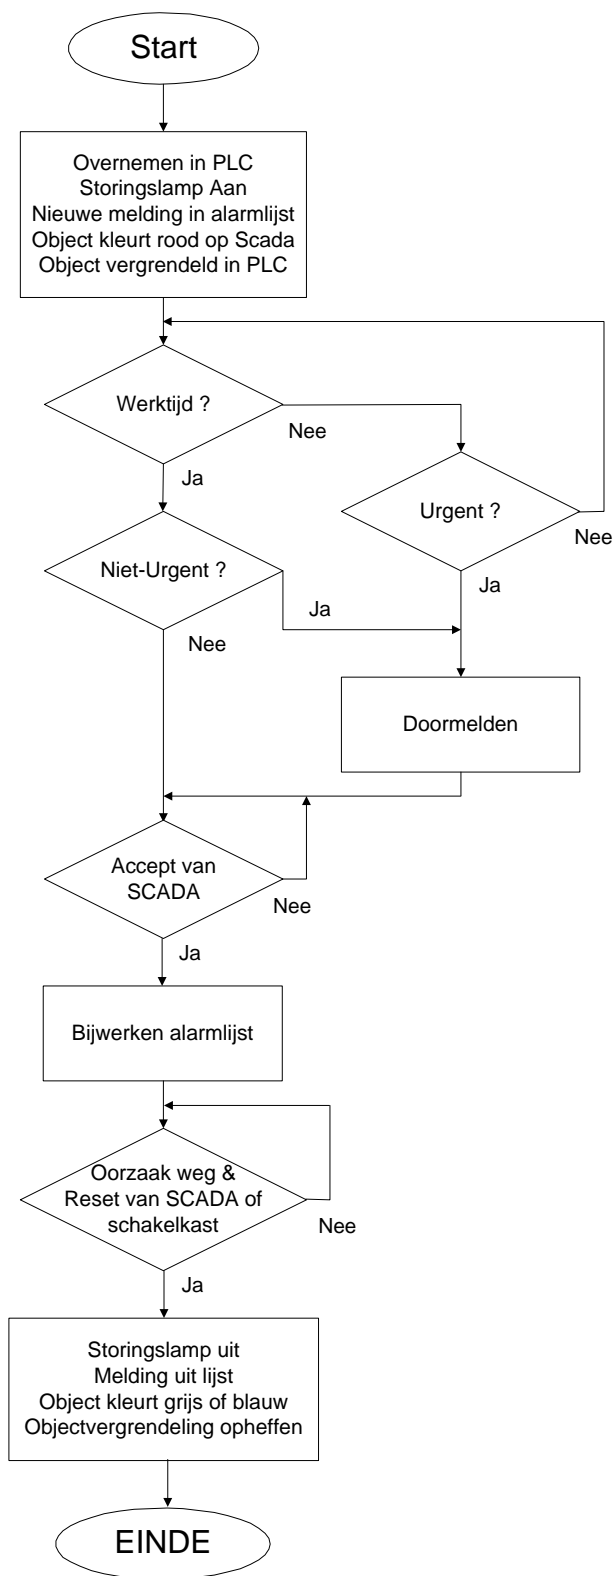 Start
Overnemen in PLC
Storingslamp Aan
Nieuwe melding in alarmlijst
Object kleurt rood op Scada
Object vergrendeld in PLC
Werktijd ?
Nee
Ja
Urgent ?
Nee
Ja
Niet-Urgent ?
Ja
Nee
Doormelden
Accept van
SCADA
Nee
Ja
Bijwerken alarmlijst
Oorzaak weg &
Reset van SCADA of
schakelkast
Nee
Ja
Storingslamp uit
Melding uit lijst
Object kleurt grijs of blauw
Objectvergrendeling opheffen
EINDE